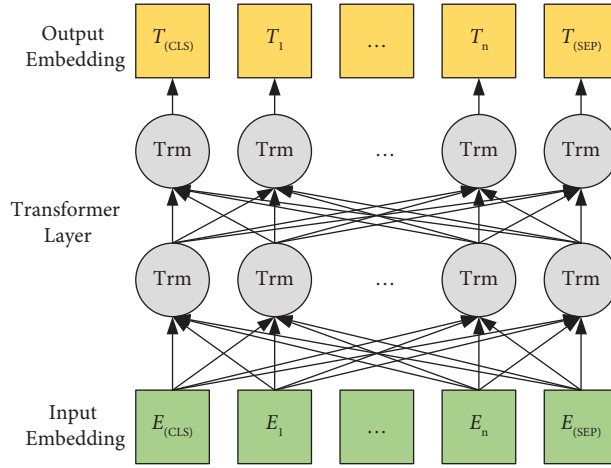 Output
Embedding
T(CLS) T1 ... Tn T(SEP)
Trm Trm ... Trm Trm
Transformer
Layer
Trm Trm ... Trm Trm
Input
Embedding
E(CLS) E1 ... En E(SEP)